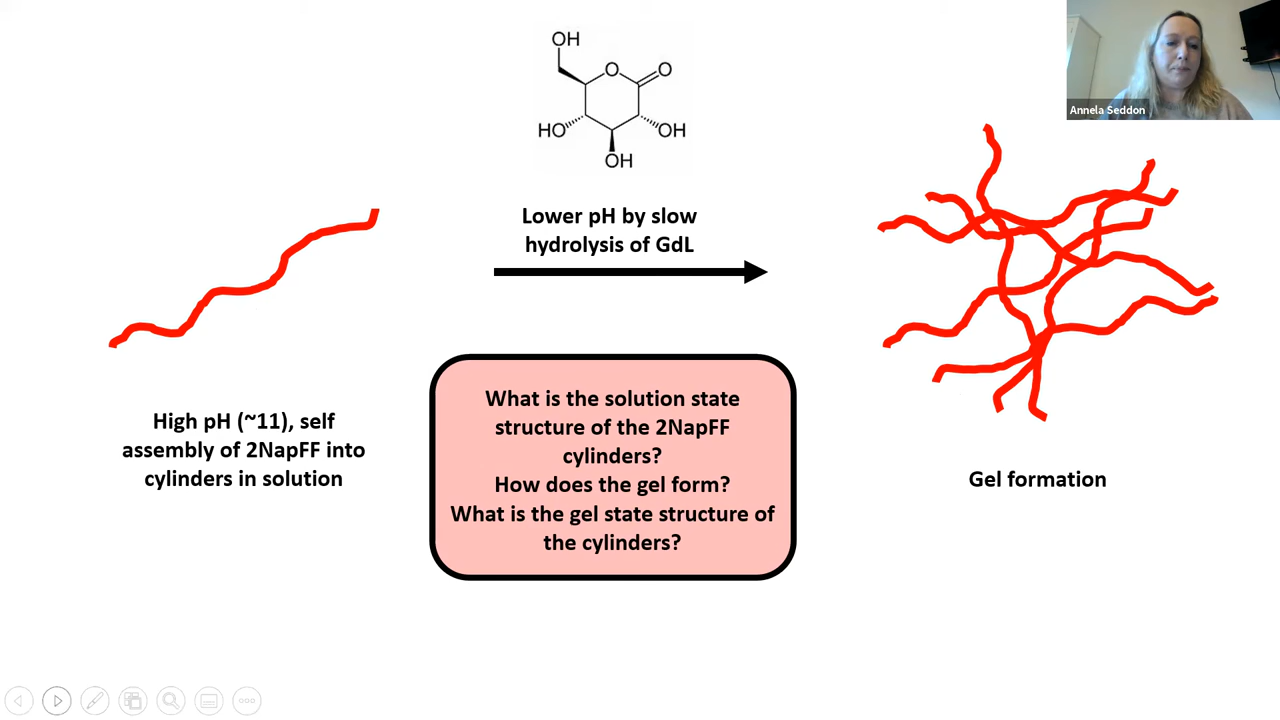 OH
O
O
HO
OH
OH
Annela Seddon
Lower pH by slow
hydrolysis of GdL
High pH (~11), self
assembly of 2NapFF into
cylinders in solution
What is the solution state
structure of the 2NapFF
cylinders?
How does the gel form?
What is the gel state structure of
the cylinders?
Gel formation